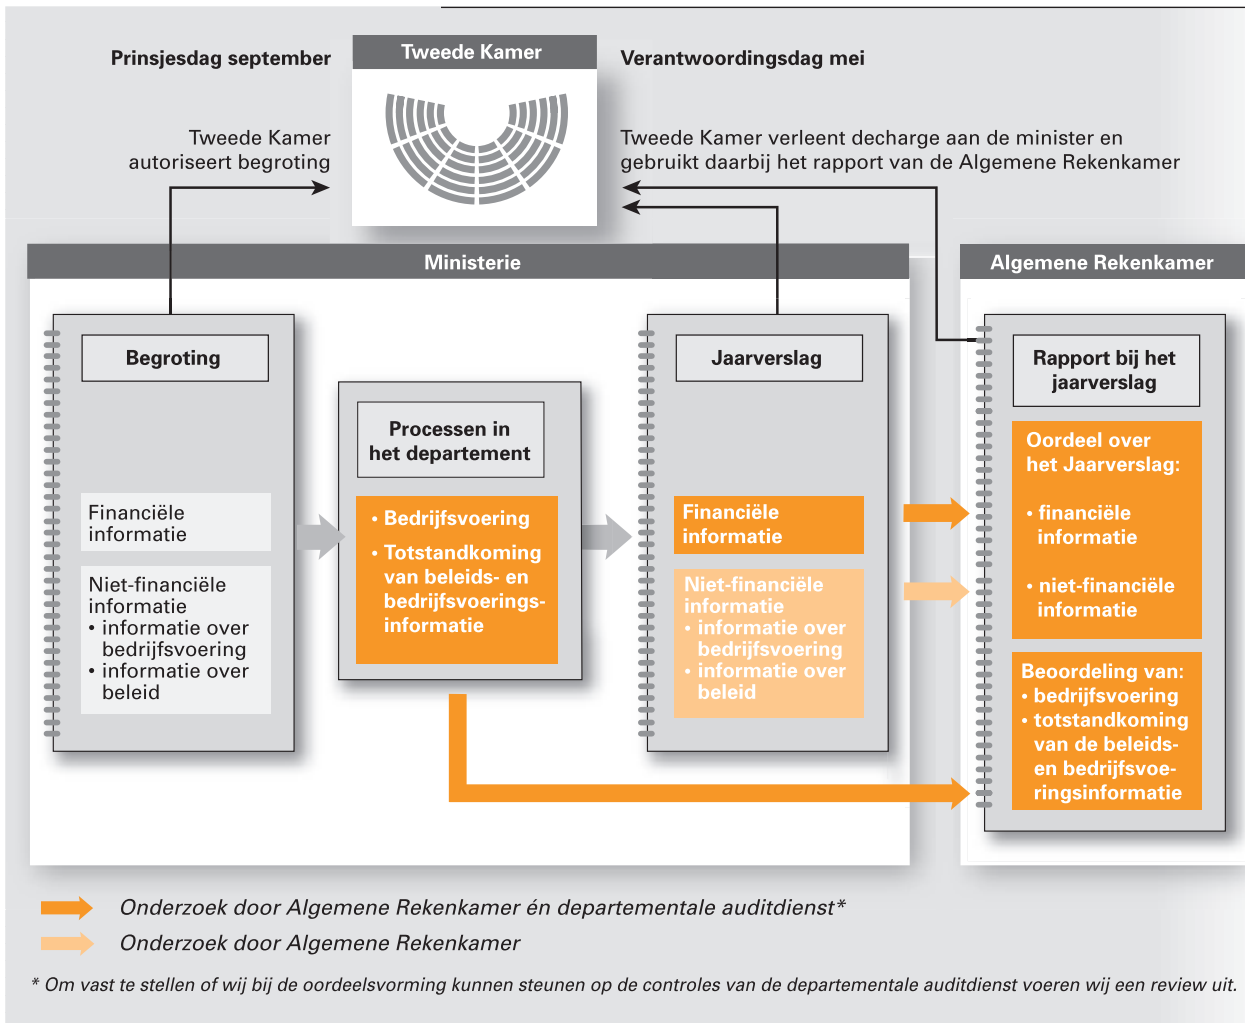 Prinsjesdag september
Tweede Kamer
Verantwoordingsdag mei
Tweede Kamer
autoriseert begroting
Tweede Kamer verleent decharge aan de minister en
gebruikt daarbij het rapport van de Algemene Rekenkamer
Ministerie
Algemene Rekenkamer
Begroting
Financiële
informatie
Niet-financiële
informatie
• informatie over
bedrijfsvoering
• informatie over
beleid
Processen in
het departement
• Bedrijfsvoering
• Totstandkoming
van beleids- en
bedrijfsvoerings-
informatie
Jaarverslag
Financiële
informatie
Niet-financiële
informatie
• informatie over
bedrijfsvoering
• informatie over
beleid
Rapport bij het
jaarverslag
Oordeel over
het Jaarverslag:
• financiële
informatie
• niet-financiële
informatie
Beoordeling van:
• bedrijfsvoering
• totstandkoming
van de beleids-
en bedrijfsvoe-
ringsinformatie
Onderzoek door Algemene Rekenkamer én departementale auditdienst*
Onderzoek door Algemene Rekenkamer
* Om vast te stellen of wij bij de oordeelsvorming kunnen steunen op de controles van de departementale auditdienst voeren wij een review uit.